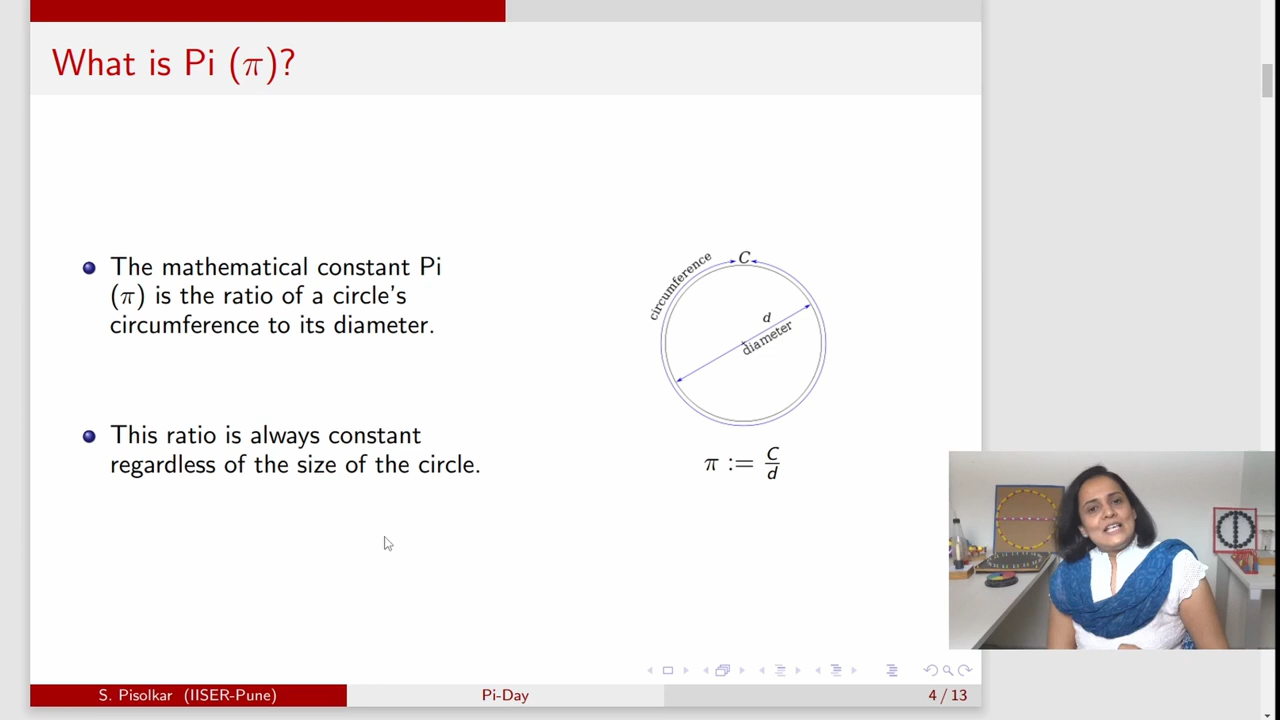 What is Pi (π)?
The mathematical constant Pi
(π) is the ratio of a circle's
circumference to its diameter.
This ratio is always constant
regardless of the size of the circle.
circumference
C
d
diameter
π := C/d
S. Pisolkar (IISER-Pune) Pi-Day 4 / 13